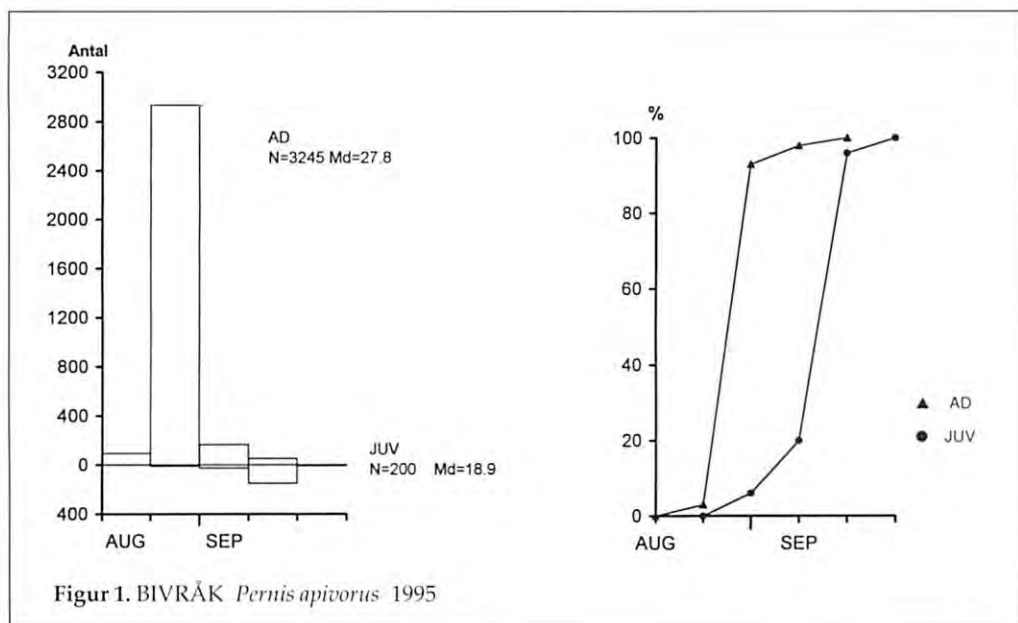 Antal
3200
2800
2400
2000
1600
1200
800
400
0
400
AUG SEP
AD
N=3245 Md=27.8
JUV
N=200 Md=18.9
%
100
80
60
40
20
0
AUG SEP
AD
JUV
Figur 1. BIVRÅK Pernis apivorus 1995